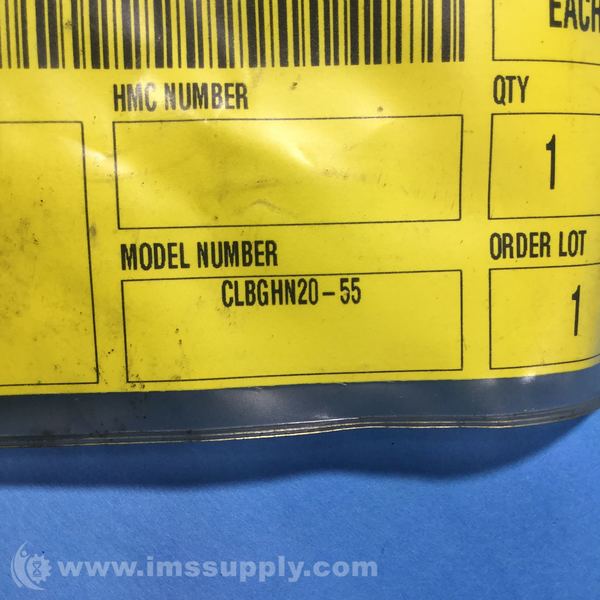 EACH
HMC NUMBER
QTY
1
MODEL NUMBER
ORDER LOT
CLBGHN20-55
1
www.imssupply.com